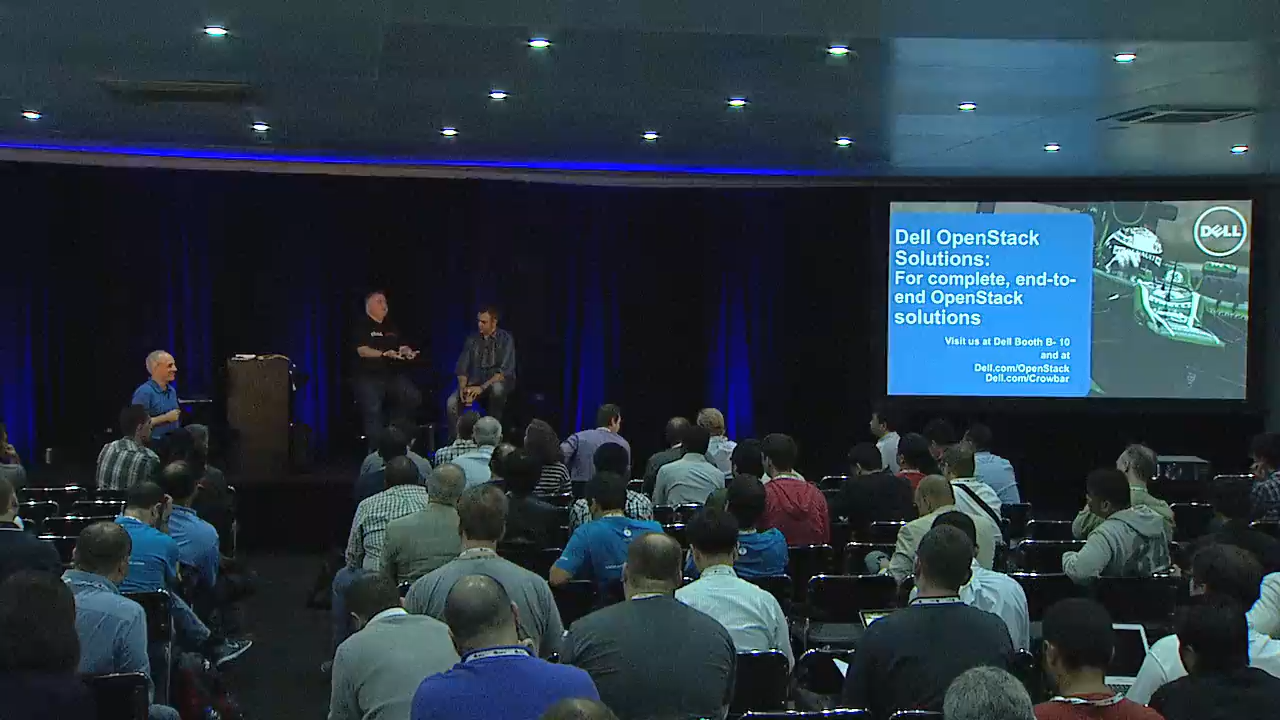 Dell OpenStack
Solutions:
For complete, end-to-
end OpenStack
solutions
Visit us at Dell Booth B- 10
and at
Dell.com/OpenStack
Dell.com/Crowbar
DELL